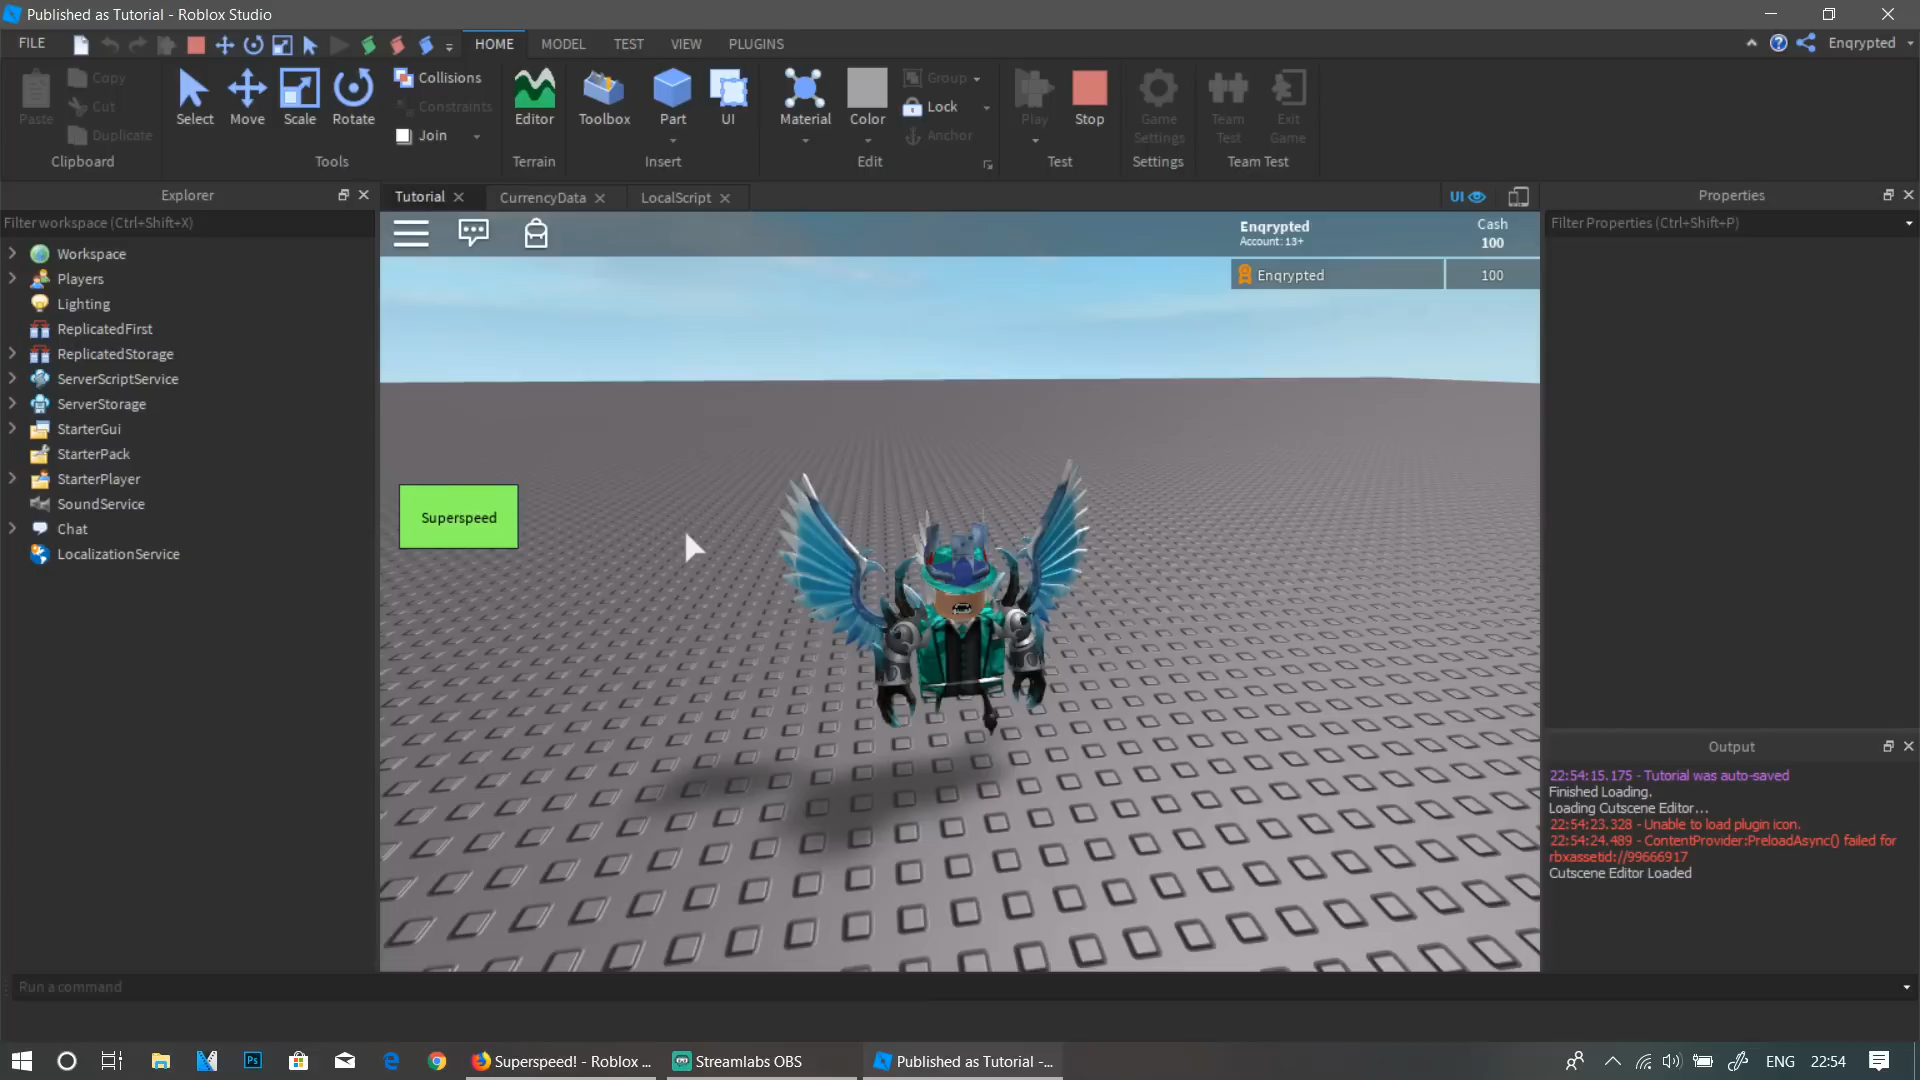 Published as Tutorial - Roblox Studio
FILE
HOME
MODEL
TEST
VIEW
PLUGINS
Enqrypted
Paste
Copy
Cut
Duplicate
Clipboard
Select
Move
Scale
Rotate
Collisions
Constraints
Join
Tools
Editor
Terrain
Toolbox
Part
UI
Insert
Material
Color
Group
Lock
Anchor
Edit
Play
Stop
Test
Game
Settings
Settings
Team
Test
Exit
Game
Team Test
Explorer
Filter workspace (Ctrl+Shift+X)
Workspace
Players
Lighting
ReplicatedFirst
ReplicatedStorage
ServerScriptService
ServerStorage
StarterGui
StarterPack
StarterPlayer
SoundService
Chat
LocalizationService
Tutorial
CurrencyData
LocalScript
UI
Enqrypted
Account: 13+
Cash
100
Enqrypted
100
Superspeed
Properties
Filter Properties (Ctrl+Shift+P)
Output
22:54:15.175 - Tutorial was auto-saved
Finished Loading.
Loading Cutscene Editor...
22:54:23.328 - Unable to load plugin icon.
22:54:24.489 - ContentProvider:PreloadAsync() failed for
rbxassetid://99666917
Cutscene Editor Loaded
Run a command
Ps
Superspeed! - Roblox ...
Streamlabs OBS
Published as Tutorial -...
ENG
22:54